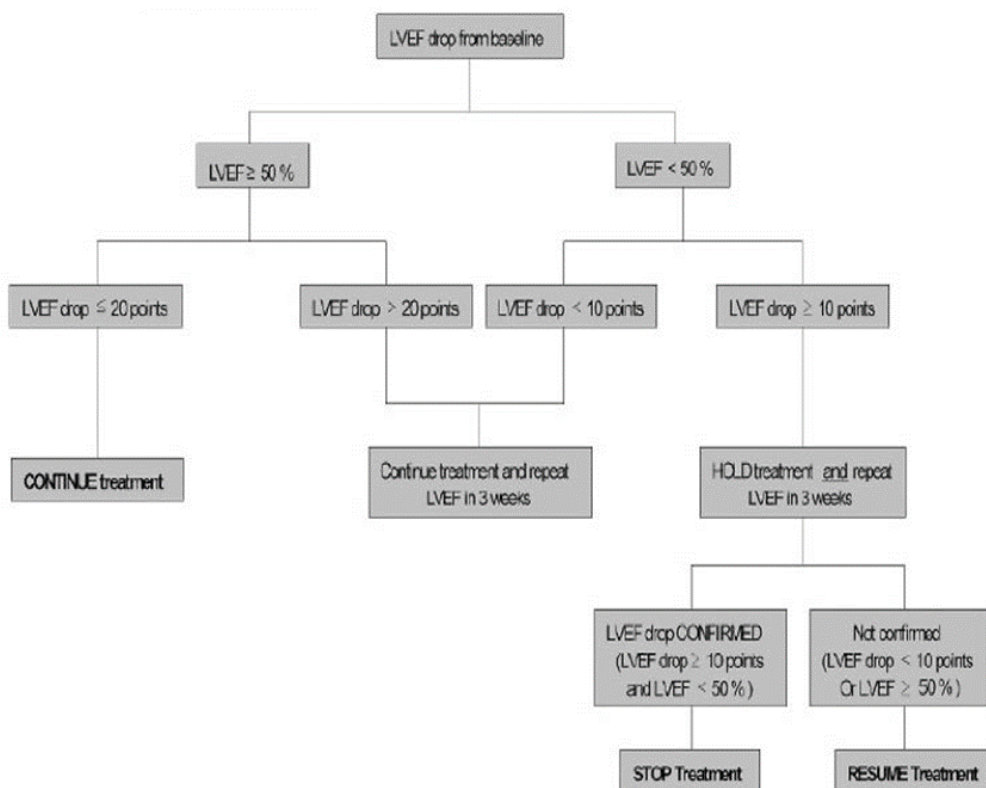 LVEF drop from baseline
LVEF ≥ 50 %
LVEF < 50 %
LVEF drop ≤ 20 points
LVEF drop > 20 points
LVEF drop < 10 points
LVEF drop ≥ 10 points
CONTINUE treatment
Continue treatment and repeat
LVEF in 3 weeks
HOLD treatment and repeat
LVEF in 3 weeks
LVEF drop CONFIRMED
(LVEF drop ≥ 10 points
and LVEF < 50 %)
Not confirmed
(LVEF drop < 10 points
Or LVEF ≥ 50 %)
STOP Treatment
RESUME Treatment